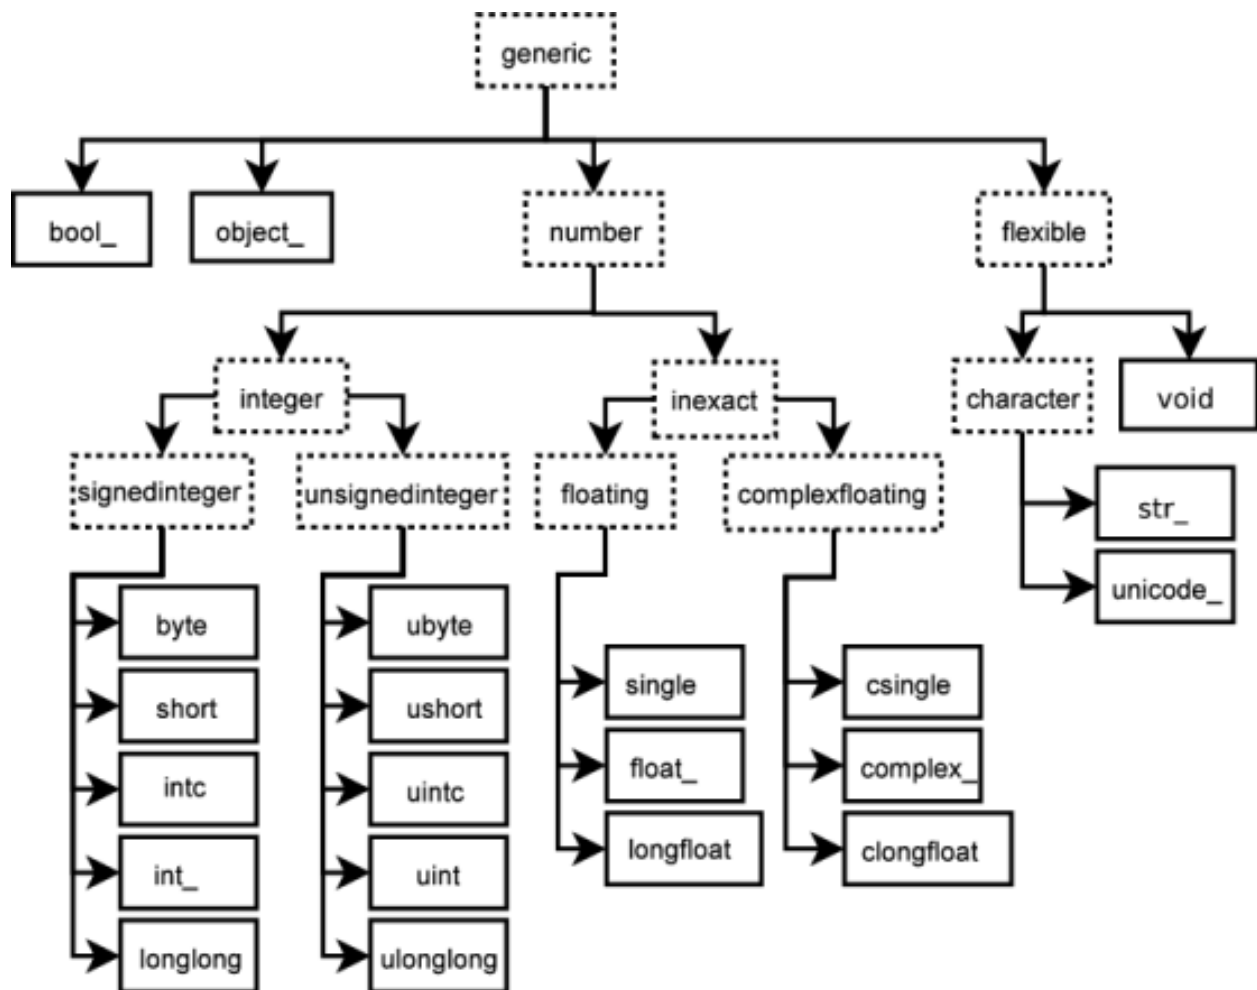 generic
bool_
object_
number
flexible
integer
inexact
character
void
signedinteger
unsignedinteger
floating
complexfloating
str_
unicode_
byte
ubyte
single
csingle
short
ushort
float_
complex_
intc
uintc
longfloat
clongfloat
int_
uint
longlong
ulonglong